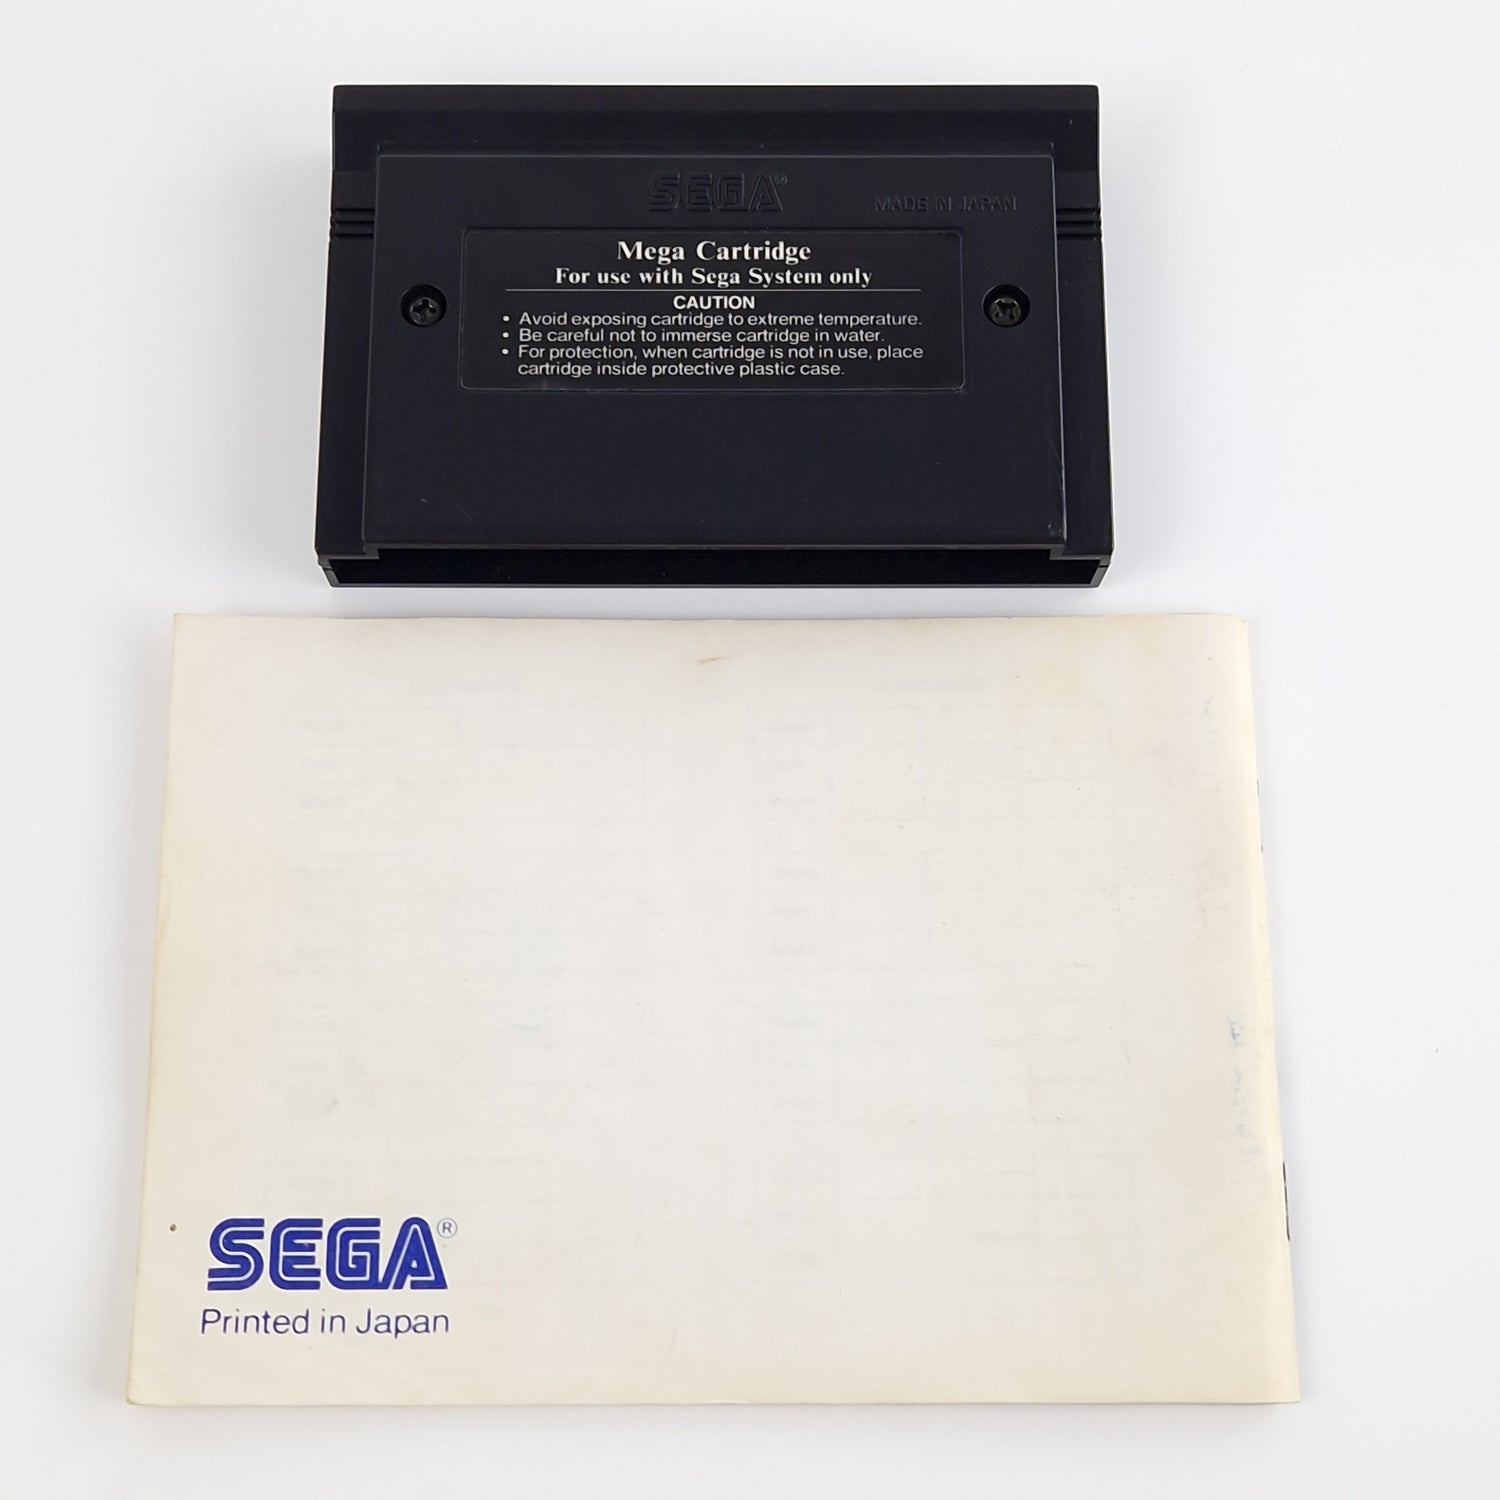 SEGA®
MADE IN JAPAN
Mega Cartridge
For use with Sega System only
CAUTION
• Avoid exposing cartridge to extreme temperature.
• Be careful not to immerse cartridge in water.
• For protection, when cartridge is not in use, place
cartridge inside protective plastic case.
SEGA®
Printed in Japan